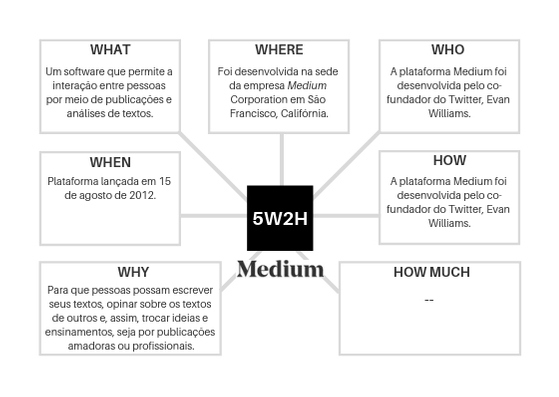 WHAT
Um software que permite a
interação entre pessoas
por meio de publicações e
análises de textos.
WHERE
Foi desenvolvida na sede
da empresa Medium
Corporation em São
Francisco, Califórnia.
WHO
A plataforma Medium foi
desenvolvida pelo co-
fundador do Twitter, Evan
Williams.
WHEN
Plataforma lançada em 15
de agosto de 2012.
5W2H
Medium
HOW
A plataforma Medium foi
desenvolvida pelo co-
fundador do Twitter, Evan
Williams.
WHY
Para que pessoas possam escrever
seus textos, opinar sobre os textos
de outros e, assim, trocar ideias e
ensinamentos, seja por publicações
amadoras ou profissionais.
HOW MUCH
--